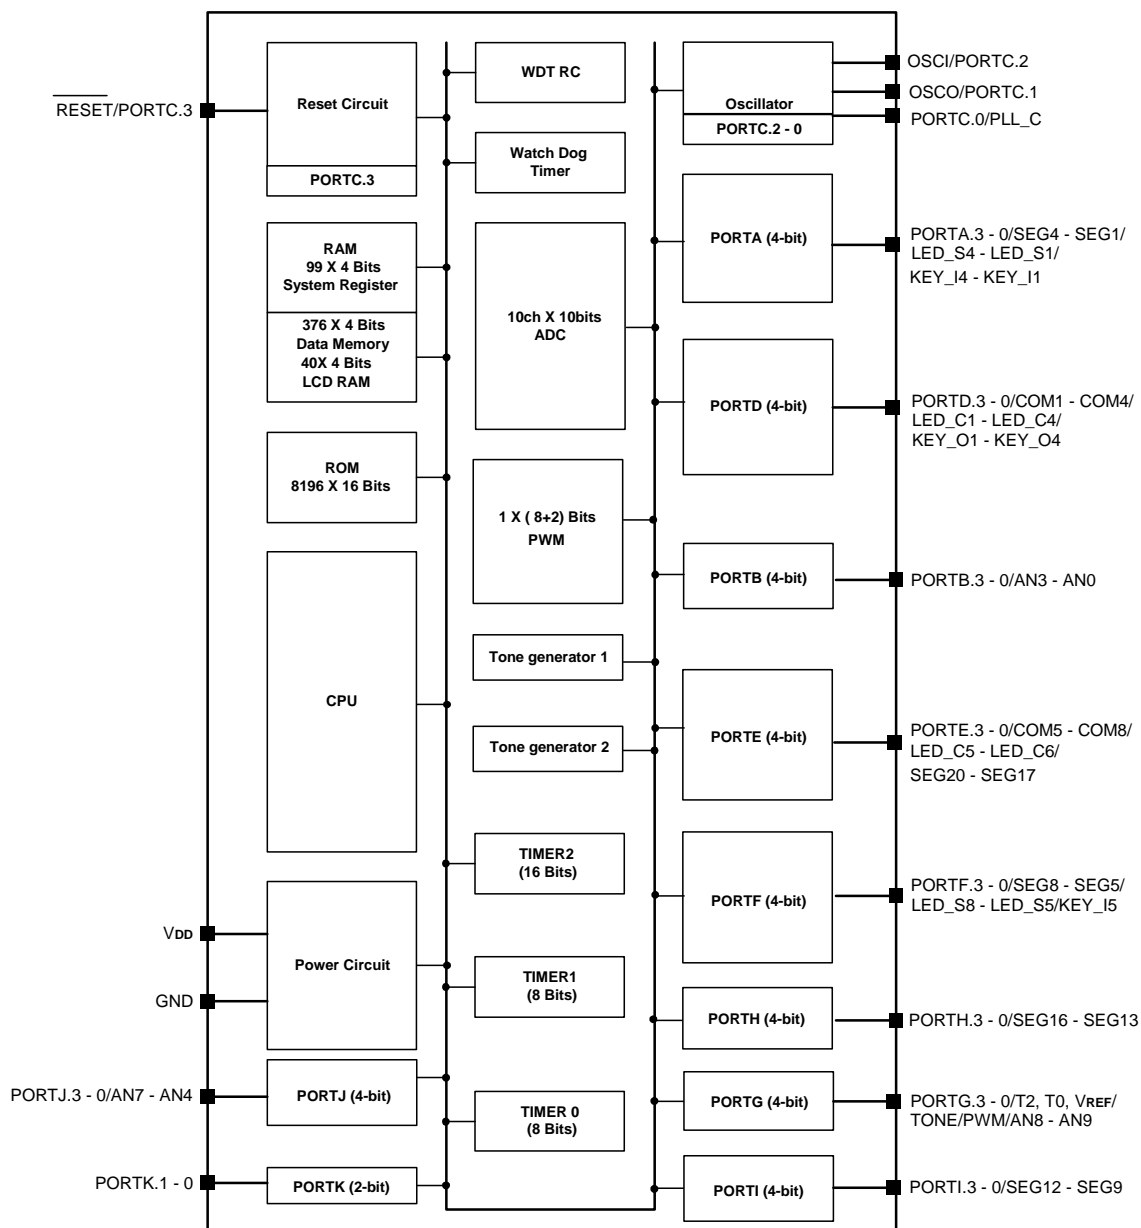 RESET/PORTC.3
VDD
GND
PORTJ.3 - 0/AN7 - AN4
PORTK.1 - 0
Reset Circuit
PORTC.3
RAM
99 X 4 Bits
System Register
376 X 4 Bits
Data Memory
40X 4 Bits
LCD RAM
ROM
8196 X 16 Bits
CPU
Power Circuit
PORTJ (4-bit)
PORTK (2-bit)
WDT RC
Watch Dog
Timer
10ch X 10bits
ADC
1 X ( 8+2) Bits
PWM
Tone generator 1
Tone generator 2
TIMER2
(16 Bits)
TIMER1
(8 Bits)
TIMER 0
(8 Bits)
Oscillator
PORTC.2 - 0
PORTA (4-bit)
PORTD (4-bit)
PORTB (4-bit)
PORTE (4-bit)
PORTF (4-bit)
PORTH (4-bit)
PORTG (4-bit)
PORTI (4-bit)
OSCI/PORTC.2
OSCO/PORTC.1
PORTC.0/PLL_C
PORTA.3 - 0/SEG4 - SEG1/
LED_S4 - LED_S1/
KEY_I4 - KEY_I1
PORTD.3 - 0/COM1 - COM4/
LED_C1 - LED_C4/
KEY_O1 - KEY_O4
PORTB.3 - 0/AN3 - AN0
PORTE.3 - 0/COM5 - COM8/
LED_C5 - LED_C6/
SEG20 - SEG17
PORTF.3 - 0/SEG8 - SEG5/
LED_S8 - LED_S5/KEY_I5
PORTH.3 - 0/SEG16 - SEG13
PORTG.3 - 0/T2, T0, VREF/
TONE/PWM/AN8 - AN9
PORTI.3 - 0/SEG12 - SEG9